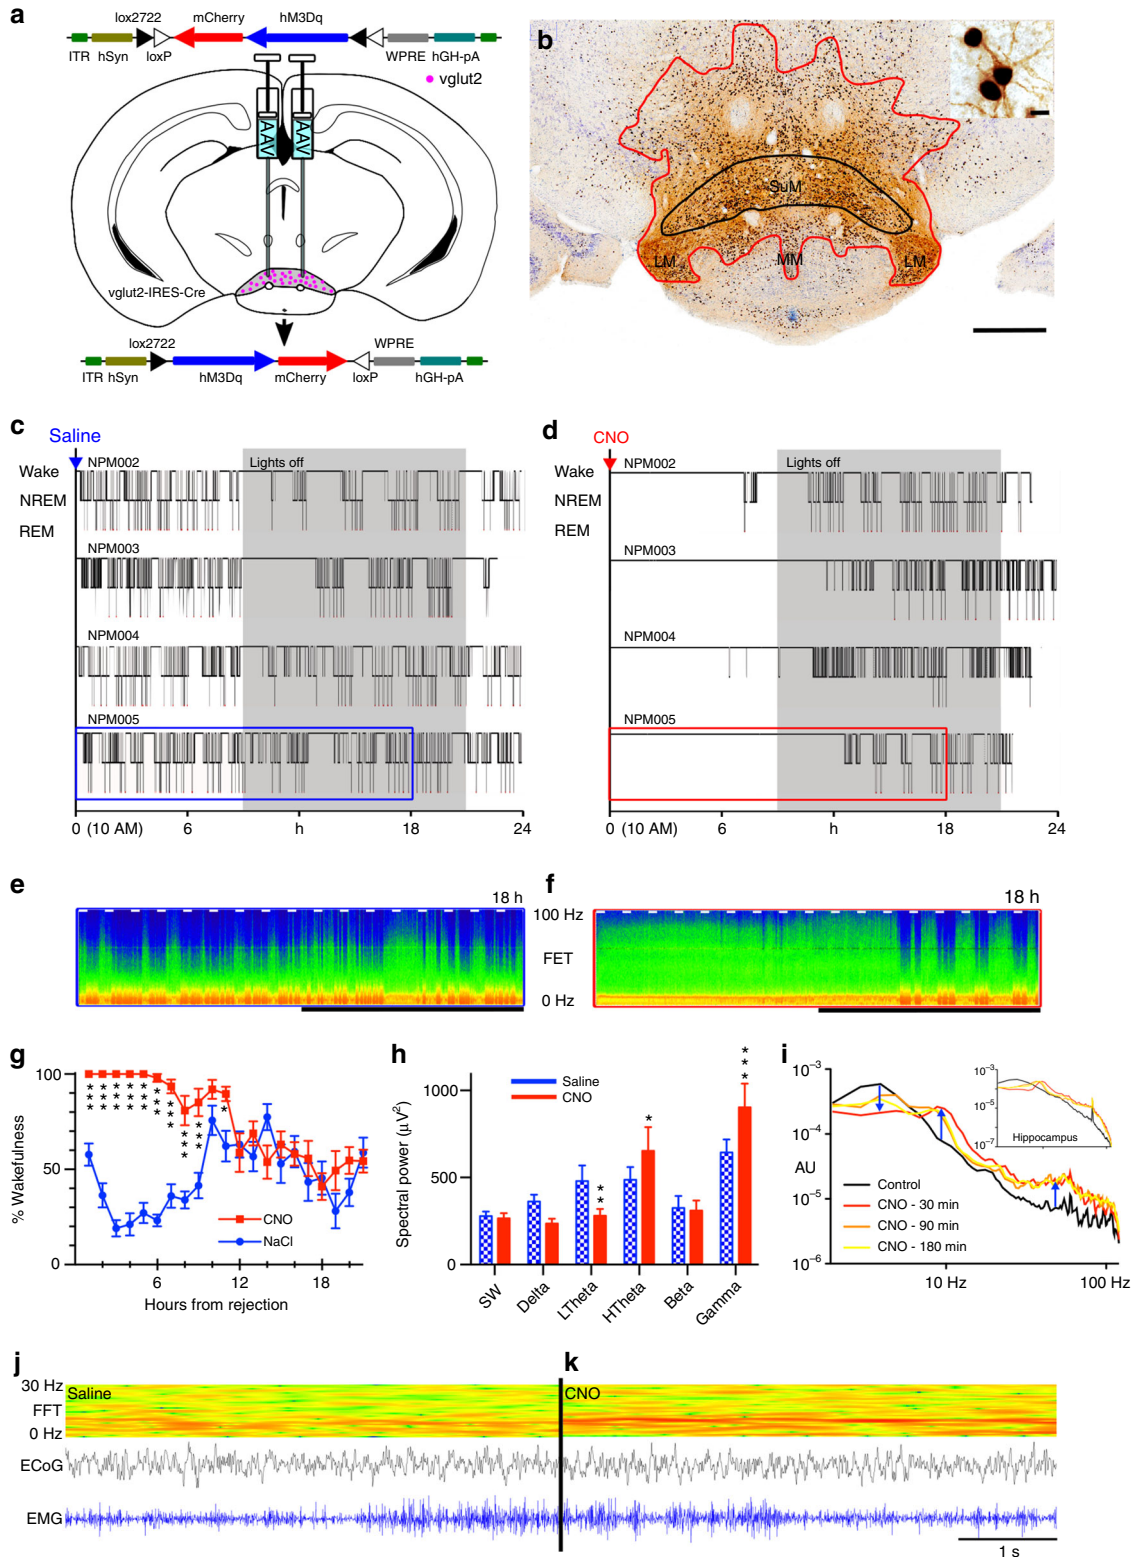 a
lox2722
mCherry
hM3Dq
ITR
hSyn
loxP
WPRE
hGH-pA
vglut2
AAV
AAV
vglut2-IRES-Cre
lox2722
WPRE
ITR
hSyn
hM3Dq
mCherry
loxP
hGH-pA
b
SuM
LM
MM
LM
c
Saline
Wake
NREM
REM
NPM002
Lights off
NPM003
NPM004
NPM005
0 (10 AM)
6
h
18
24
d
CNO
Wake
NREM
REM
NPM002
Lights off
NPM003
NPM004
NPM005
0 (10 AM)
6
h
18
24
e
18 h
f
18 h
100 Hz
FET
0 Hz
g
% Wakefulness
100
50
0
***
***
***
***
***
***
***
***
***
*
CNO
NaCl
6
12
18
Hours from rejection
h
Spectral power (µV²)
1000
0
Saline
CNO
**
*
***
SW
Delta
LTheta
HTheta
Beta
Gamma
i
10⁻³
10⁻⁴
AU
10⁻⁵
10⁻⁶
10⁻³
10⁻⁵
10⁻⁷
Hippocampus
Control
CNO - 30 min
CNO - 90 min
CNO - 180 min
10 Hz
100 Hz
j
30 Hz
FFT
0 Hz
Saline
k
CNO
ECoG
EMG
1 s